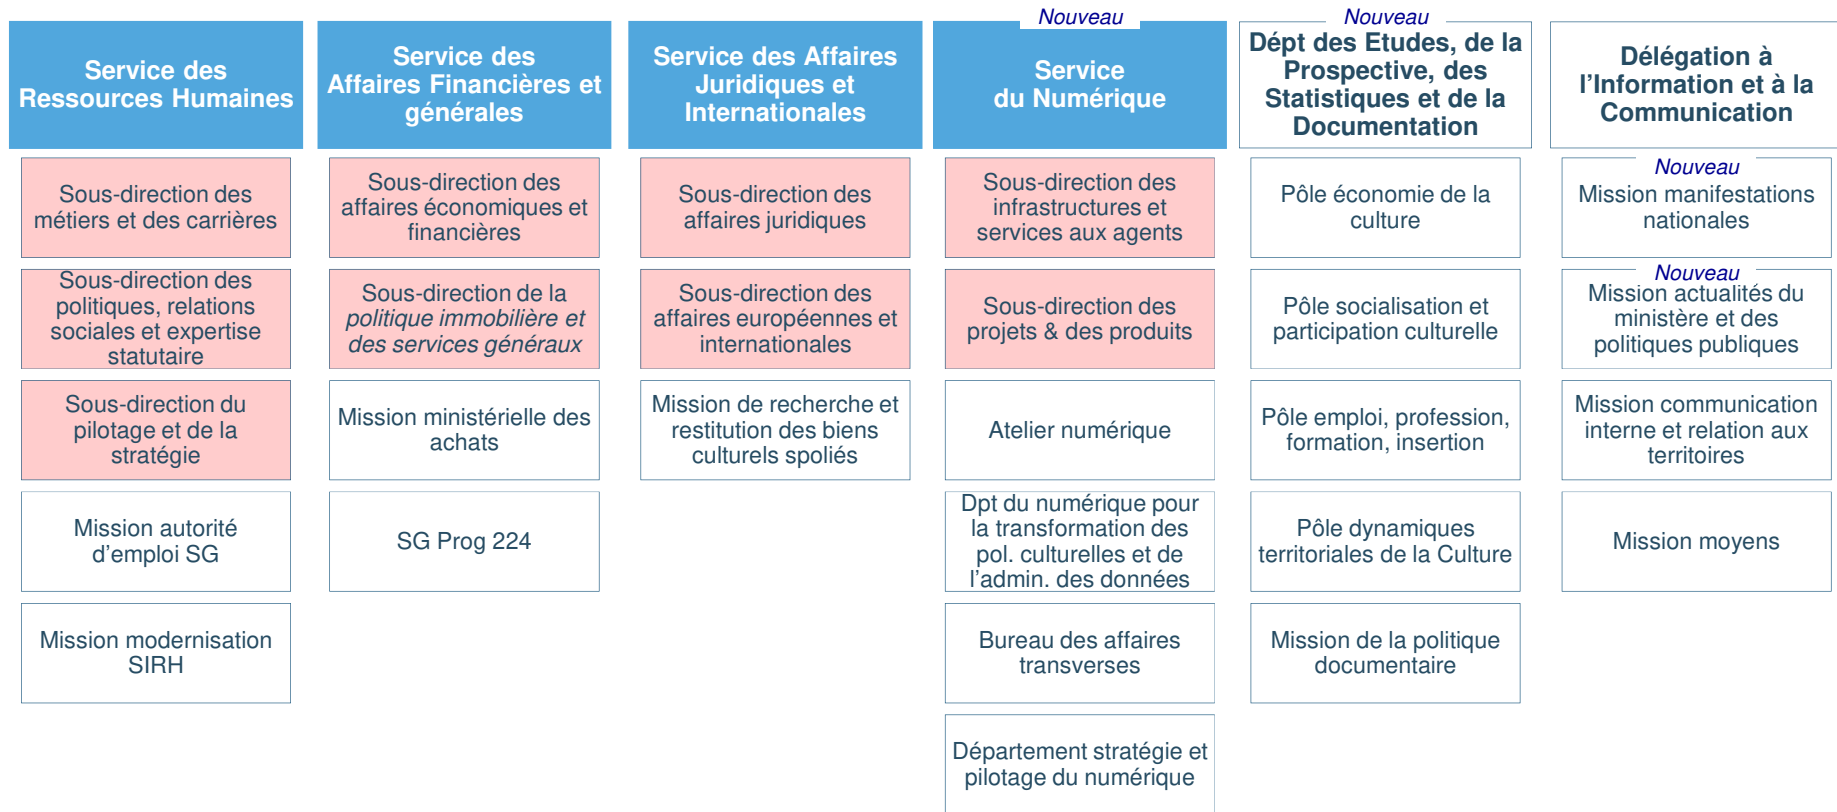 Service des
Ressources Humaines
Sous-direction des
métiers et des carrières
Sous-direction des
politiques, relations
sociales et expertise
statutaire
Sous-direction du
pilotage et de la
stratégie
Mission autorité
d'emploi SG
Mission modernisation
SIRH
Service des
Affaires Financières et
générales
Sous-direction des
affaires économiques et
financières
Sous-direction de la
politique immobilière et
des services généraux
Mission ministérielle des
achats
SG Prog 224
Service des Affaires
Juridiques et
Internationales
Sous-direction des
affaires juridiques
Sous-direction des
affaires européennes et
internationales
Mission de recherche et
restitution des biens
culturels spoliés
Nouveau
Service
du Numérique
Sous-direction des
infrastructures et
services aux agents
Sous-direction des
projets & des produits
Atelier numérique
Dpt du numérique pour
la transformation des
pol. culturelles et de
l'admin. des données
Bureau des affaires
transverses
Département stratégie et
pilotage du numérique
Nouveau
Dépt des Etudes, de la
Prospective, des
Statistiques et de la
Documentation
Pôle économie de la
culture
Pôle socialisation et
participation culturelle
Pôle emploi, profession,
formation, insertion
Pôle dynamiques
territoriales de la Culture
Mission de la politique
documentaire
Délégation à
l'Information et à la
Communication
Nouveau
Mission manifestations
nationales
Nouveau
Mission actualités du
ministère et des
politiques publiques
Mission communication
interne et relation aux
territoires
Mission moyens